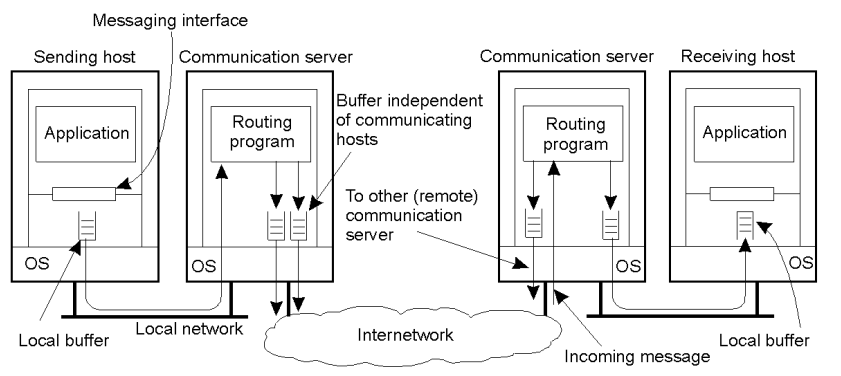 Messaging interface
Sending host
Communication server
Communication server
Receiving host
Application
Routing
program
Buffer independent
of communicating
hosts
Routing
program
Application
To other (remote)
communication
server
OS
OS
OS
OS
Local buffer
Local network
Internetwork
Incoming message
Local buffer